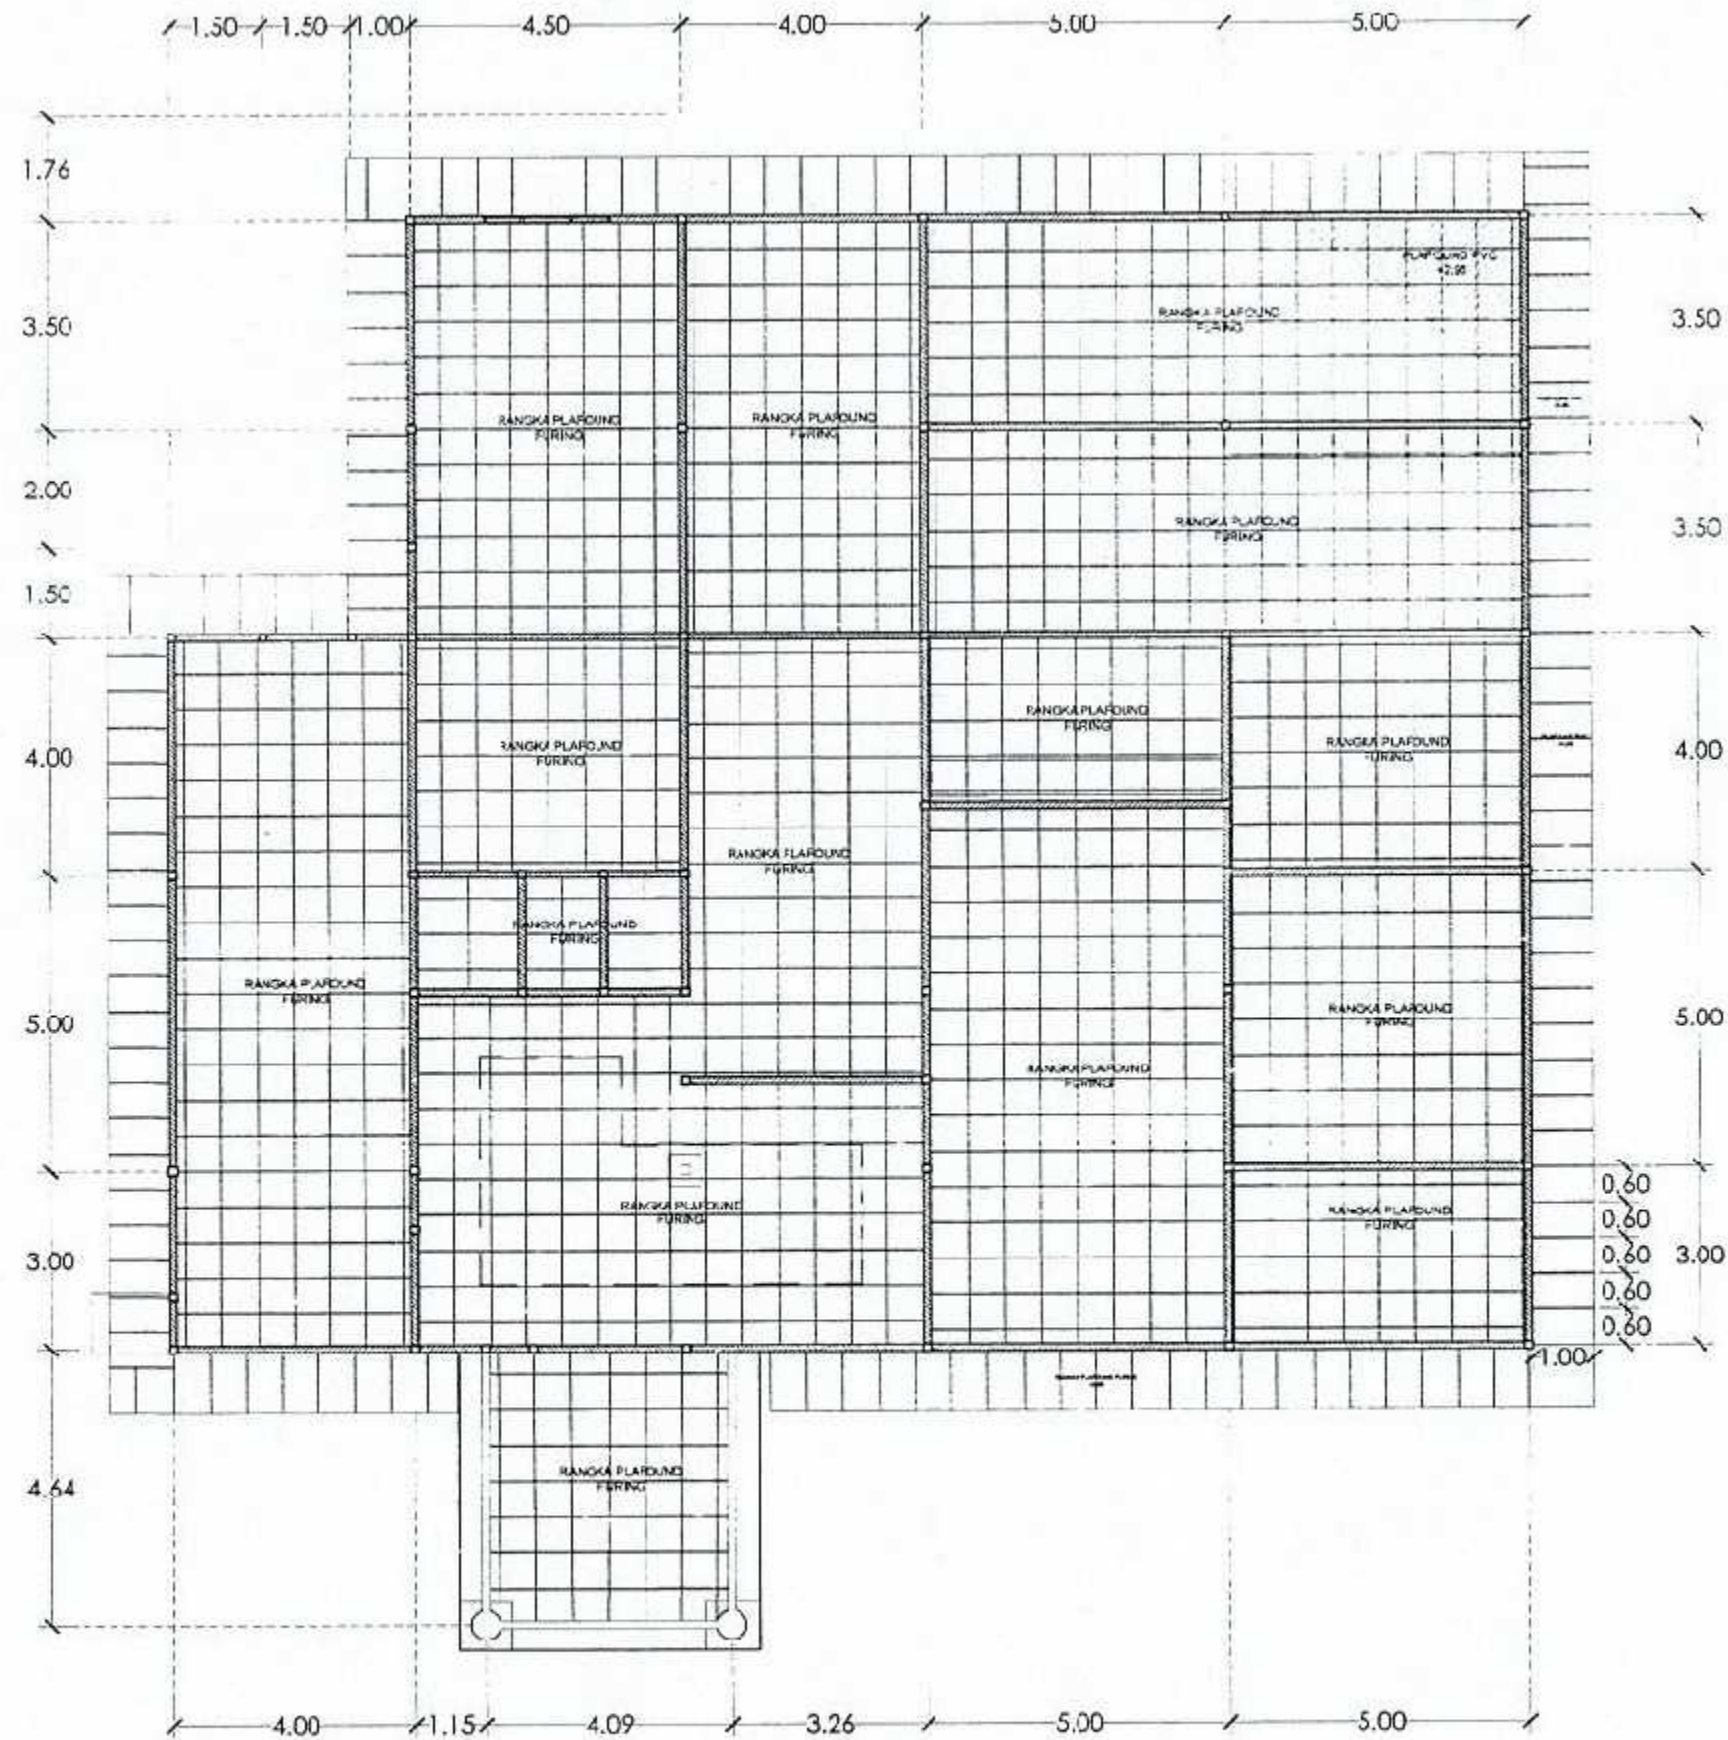 1.50 1.50 1.00 4.50 4.00 5.00 5.00
1.76
3.50
2.00
1.50
4.00
5.00
3.00
4.64
RANGKA PLAFOUND
FURING
RANGKA PLAFOUND
FURING
RANGKA PLAFOUND
FURING
RANGKA PLAFOUND
FURING
RANGKA PLAFOUND
FURING
RANGKA PLAFOUND
FURING
RANGKA PLAFOUND
FURING
RANGKA PLAFOUND
FURING
RANGKA PLAFOUND
FURING
RANGKA PLAFOUND
FURING
RANGKA PLAFOUND
FURING
RANGKA PLAFOUND
FURING
RANGKA PLAFOUND
FURING
RANGKA PLAFOUND
FURING
RANGKA PLAFOUND
FURING
3.50
3.50
4.00
5.00
3.00
0.60
0.60
0.60
0.60
0.60
1.00
4.00 1.15 4.09 3.26 5.00 5.00